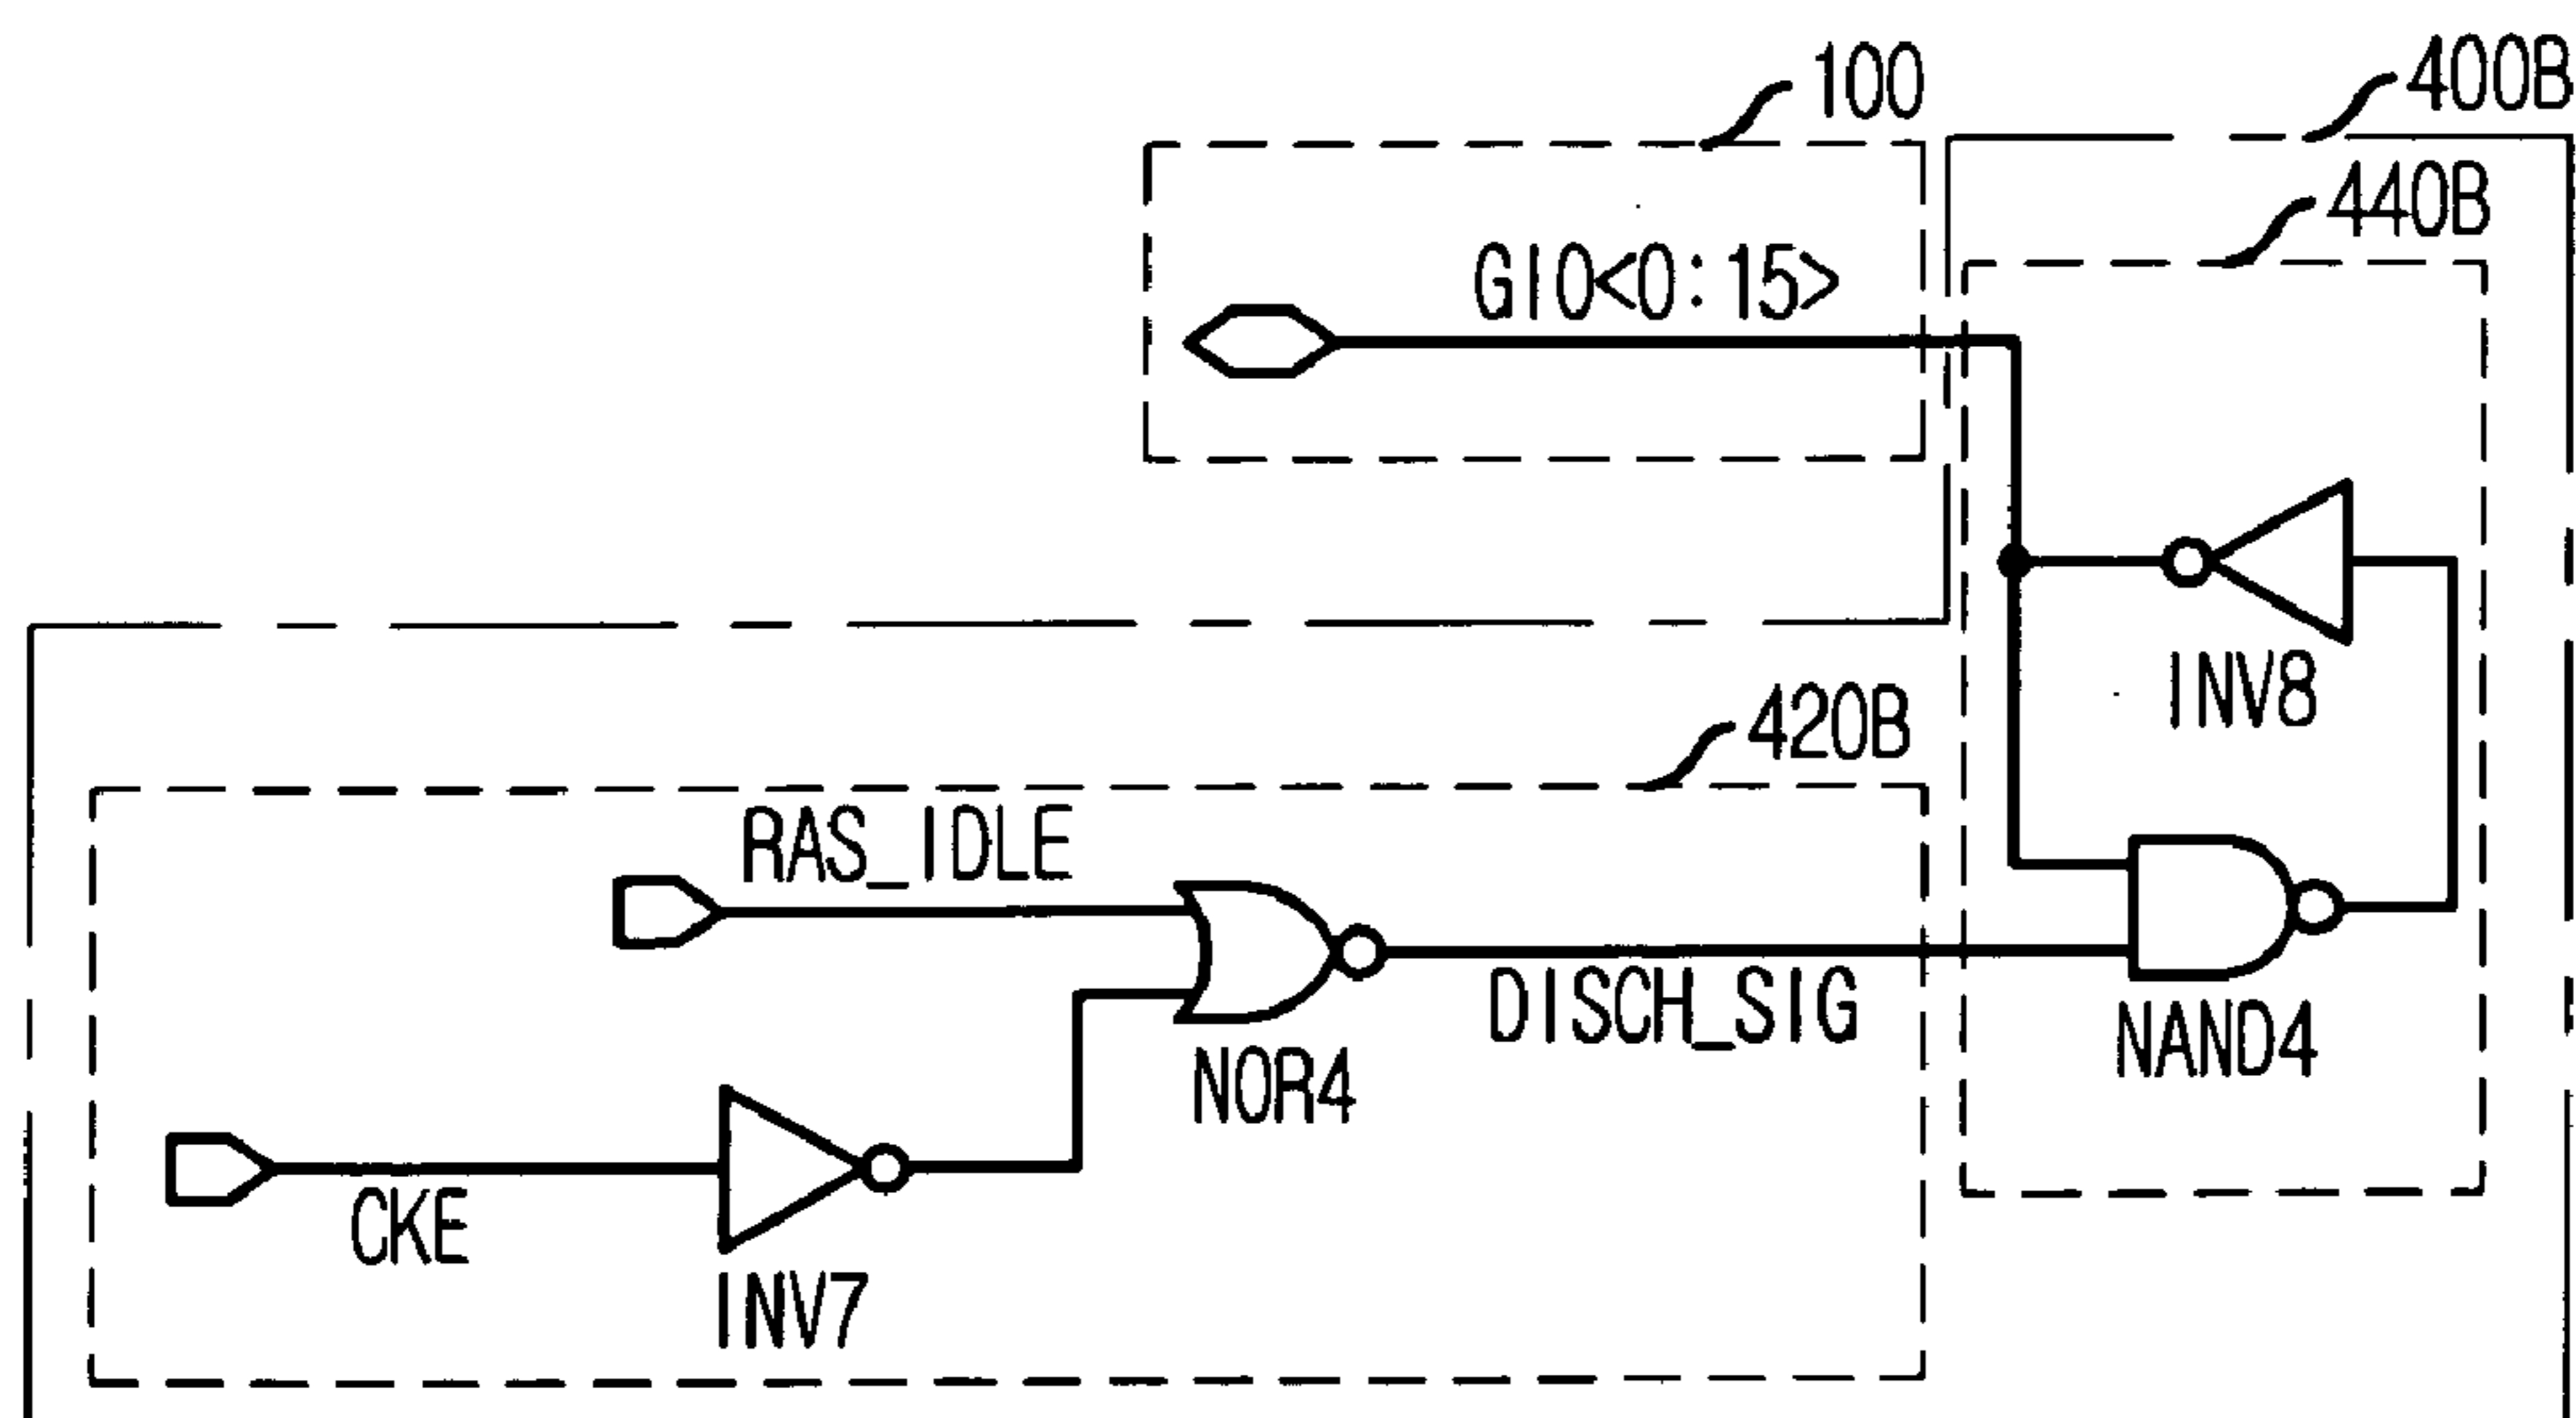 100
400B
440B
GIO<0:15>
INV8
420B
RAS_IDLE
DISCH_SIG
NOR4
NAND4
CKE
INV7